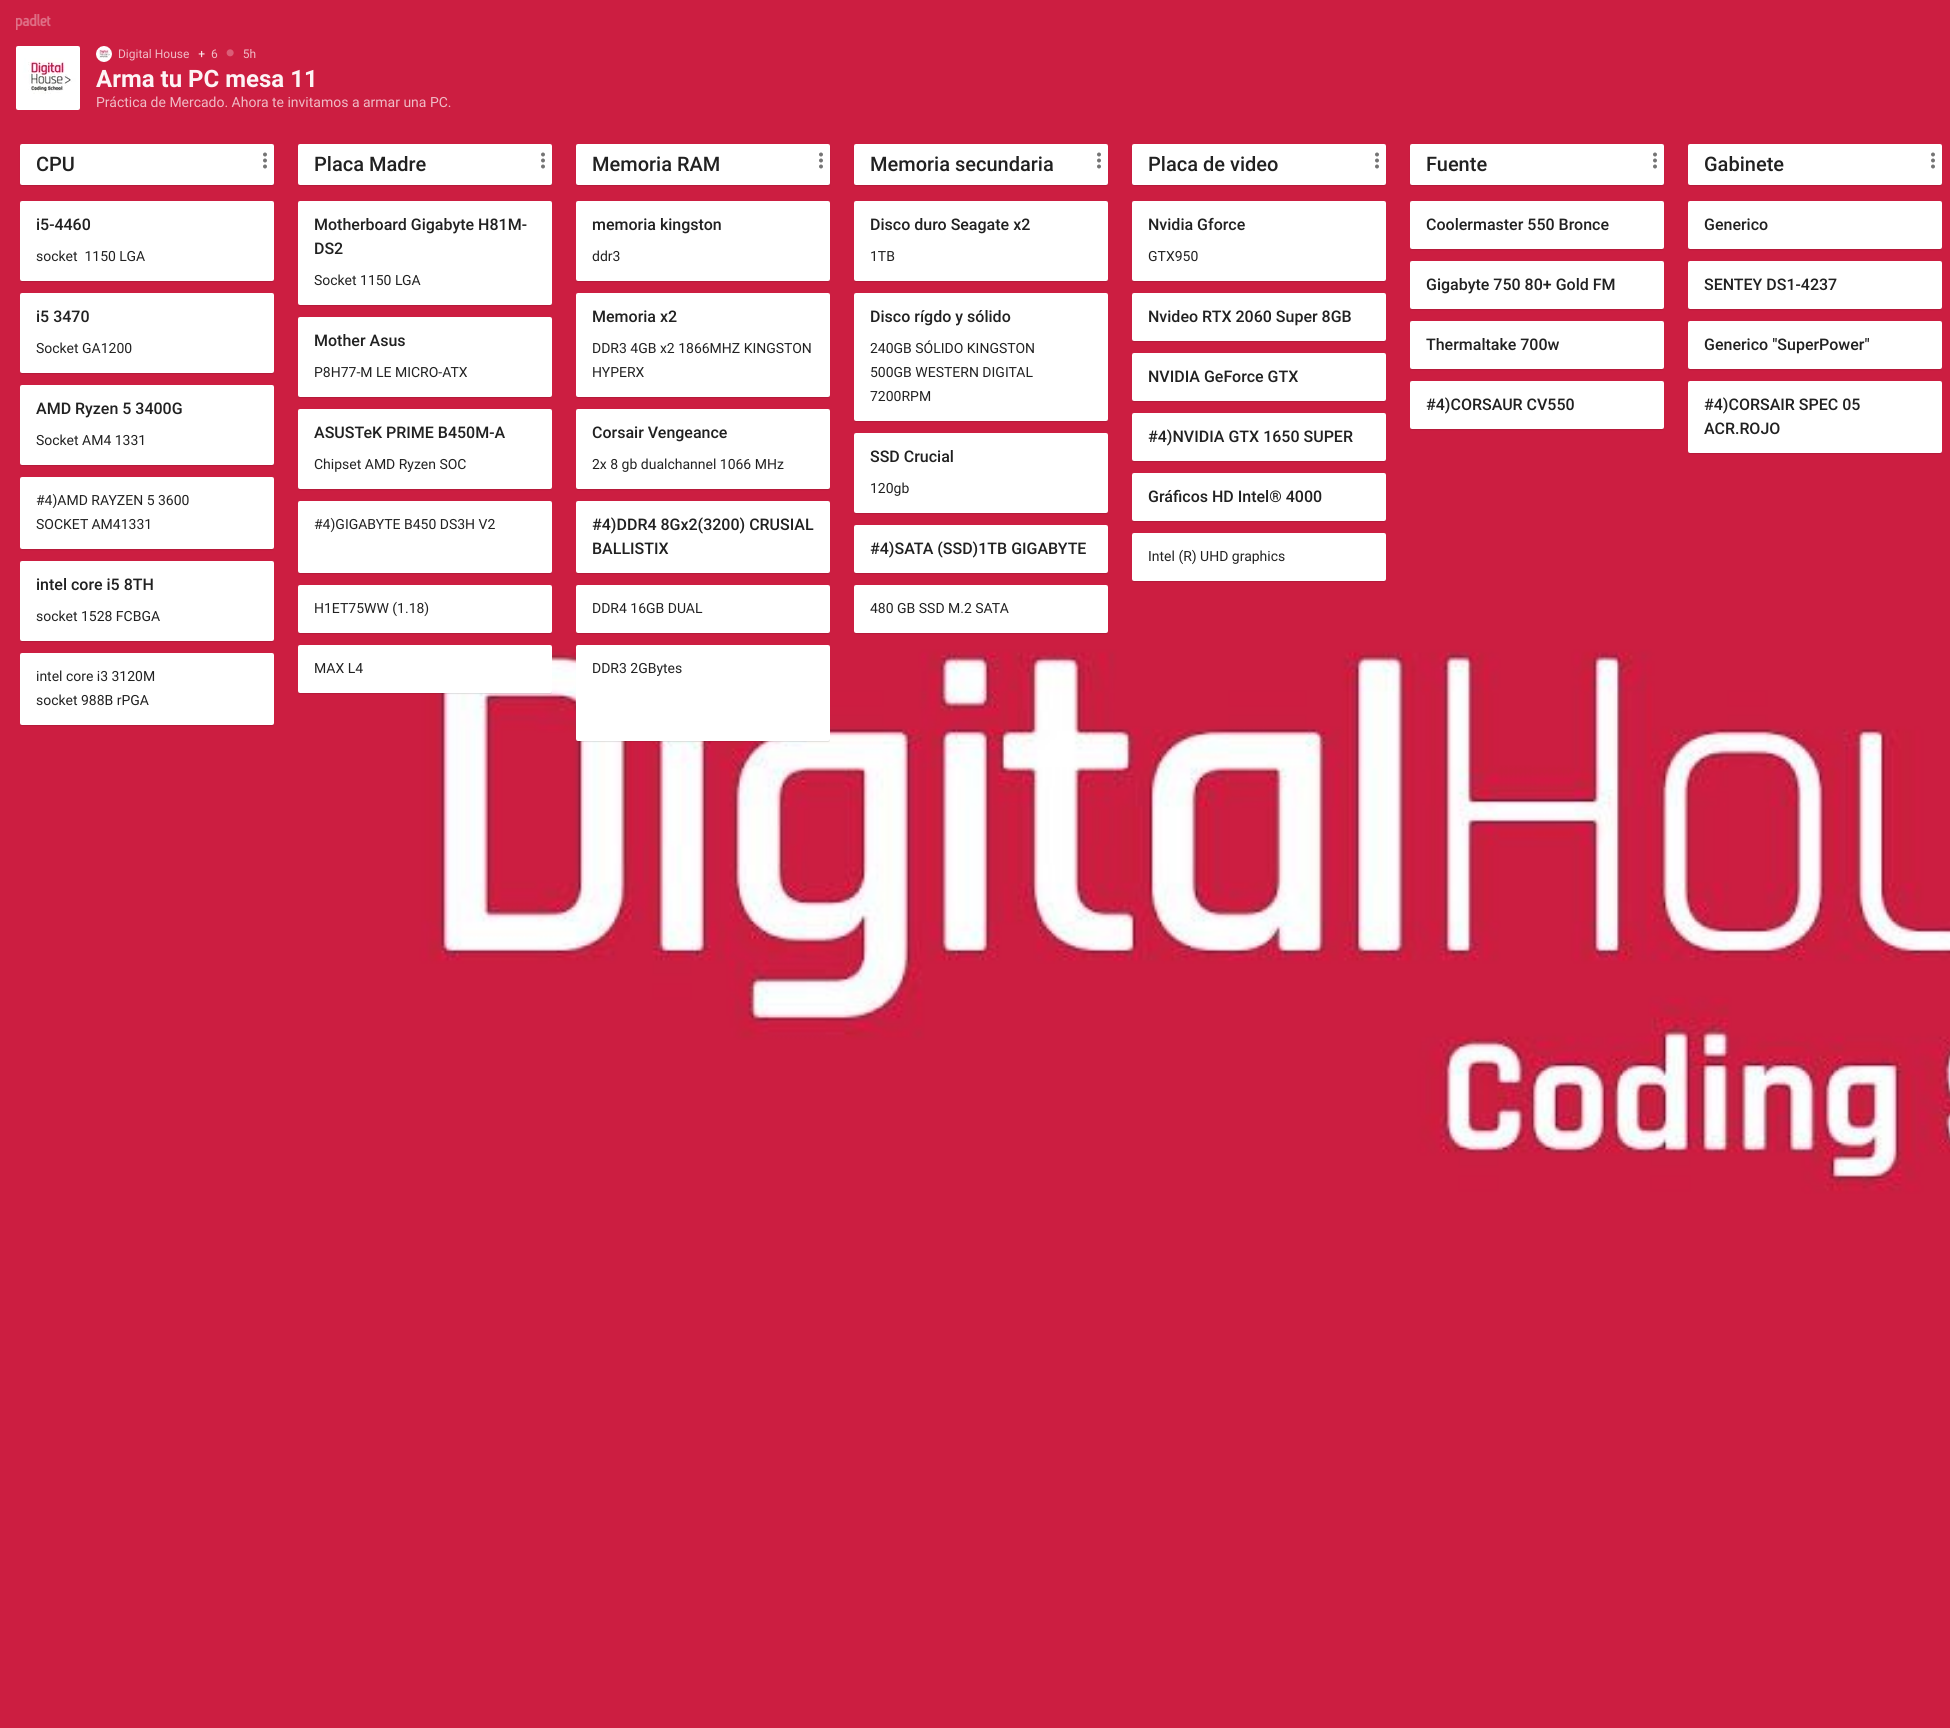 padlet
Digital House + 6 5h
Digital
House>
Coding School
Arma tu PC mesa 11
Práctica de Mercado. Ahora te invitamos a armar una PC.
CPU
i5-4460
socket  1150 LGA
i5 3470
Socket GA1200
AMD Ryzen 5 3400G
Socket AM4 1331
#4)AMD RAYZEN 5 3600
SOCKET AM41331
intel core i5 8TH
socket 1528 FCBGA
intel core i3 3120M
socket 988B rPGA
Placa Madre
Motherboard Gigabyte H81M-
DS2
Socket 1150 LGA
Mother Asus
P8H77-M LE MICRO-ATX
ASUSTeK PRIME B450M-A
Chipset AMD Ryzen SOC
#4)GIGABYTE B450 DS3H V2
H1ET75WW (1.18)
MAX L4
Memoria RAM
memoria kingston
ddr3
Memoria x2
DDR3 4GB x2 1866MHZ KINGSTON
HYPERX
Corsair Vengeance
2x 8 gb dualchannel 1066 MHz
#4)DDR4 8Gx2(3200) CRUSIAL
BALLISTIX
DDR4 16GB DUAL
DDR3 2GBytes
Memoria secundaria
Disco duro Seagate x2
1TB
Disco rígdo y sólido
240GB SÓLIDO KINGSTON
500GB WESTERN DIGITAL
7200RPM
SSD Crucial
120gb
#4)SATA (SSD)1TB GIGABYTE
480 GB SSD M.2 SATA
Placa de video
Nvidia Gforce
GTX950
Nvideo RTX 2060 Super 8GB
NVIDIA GeForce GTX
#4)NVIDIA GTX 1650 SUPER
Gráficos HD Intel® 4000
Intel (R) UHD graphics
Fuente
Coolermaster 550 Bronce
Gigabyte 750 80+ Gold FM
Thermaltake 700w
#4)CORSAUR CV550
Gabinete
Generico
SENTEY DS1-4237
Generico "SuperPower"
#4)CORSAIR SPEC 05
ACR.ROJO
DigitalHou
Coding